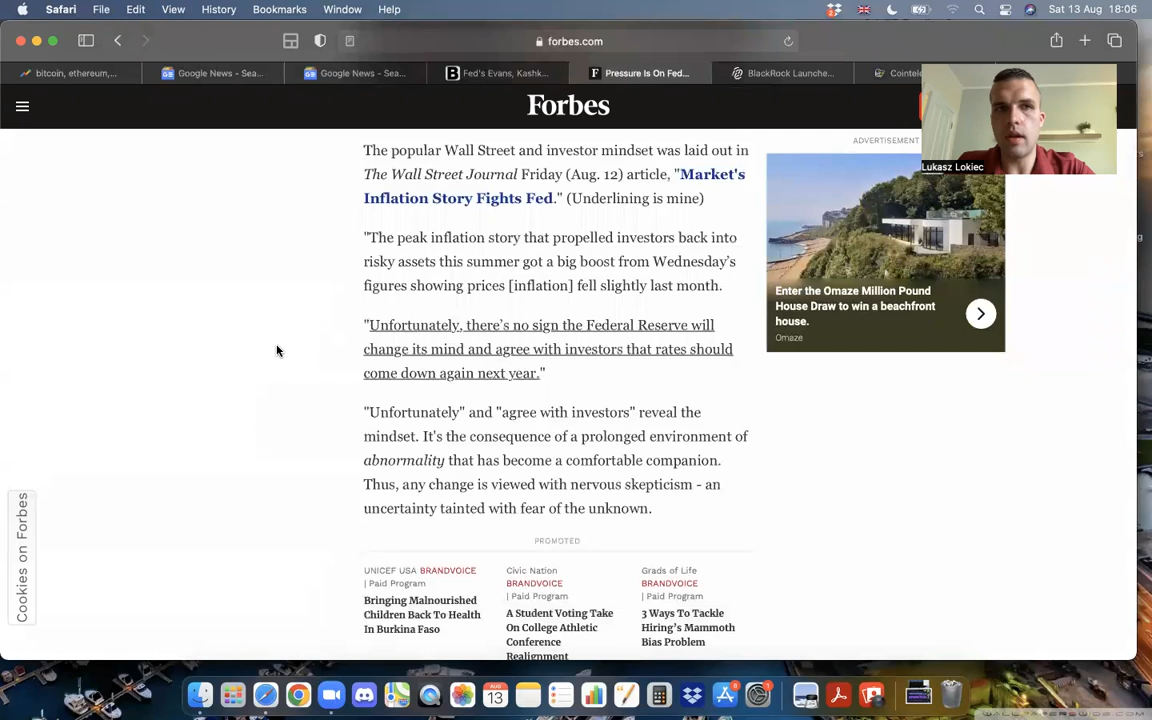 Safari File Edit View History Bookmarks Window Help Sat 13 Aug 18:06
forbes.com
bitcoin, ethereum,... Google News - Sea... Google News - Sea... Fed's Evans, Kashk... Pressure Is On Fed... BlackRock Launche... Cointele
Forbes
Lukasz Lokiec
ADVERTISEMENT
The popular Wall Street and investor mindset was laid out in
The Wall Street Journal Friday (Aug. 12) article, "Market's
Inflation Story Fights Fed." (Underlining is mine)
"The peak inflation story that propelled investors back into
risky assets this summer got a big boost from Wednesday's
figures showing prices [inflation] fell slightly last month.
"Unfortunately, there's no sign the Federal Reserve will
change its mind and agree with investors that rates should
come down again next year."
"Unfortunately" and "agree with investors" reveal the
mindset. It's the consequence of a prolonged environment of
abnormality that has become a comfortable companion.
Thus, any change is viewed with nervous skepticism - an
uncertainty tainted with fear of the unknown.
Enter the Omaze Million Pound
House Draw to win a beachfront
house.
Omaze
PROMOTED
UNICEF USA BRANDVOICE
| Paid Program
Bringing Malnourished
Children Back To Health
In Burkina Faso
Civic Nation
BRANDVOICE
| Paid Program
A Student Voting Take
On College Athletic
Conference
Realignment
Grads of Life
BRANDVOICE
| Paid Program
3 Ways To Tackle
Hiring's Mammoth
Bias Problem
Cookies on Forbes
AUG
13